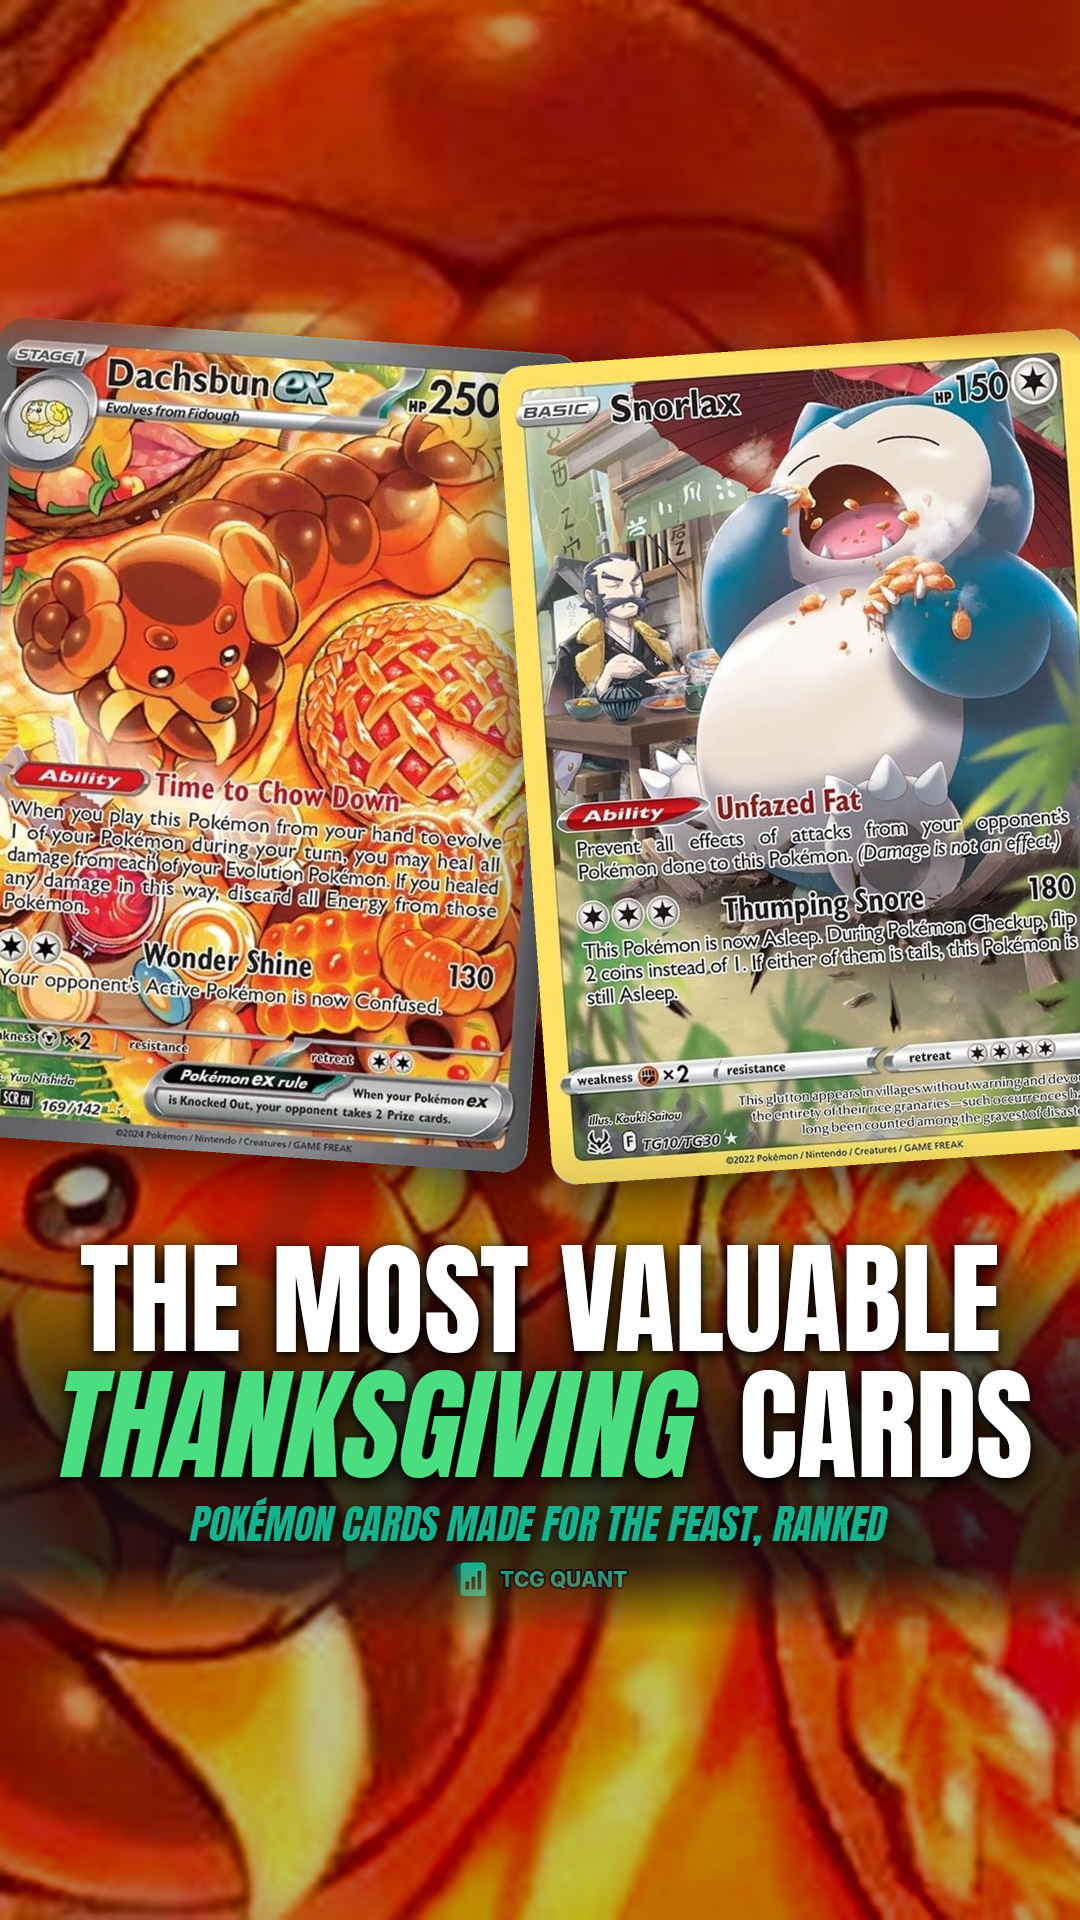 STAGE1
Dachsbun ex
HP 250
Evolves from Fidough
Ability Time to Chow Down
When you play this Pokémon from your hand to evolve
1 of your Pokémon during your turn, you may heal all
damage from each of your Evolution Pokémon. If you healed
any damage in this way, discard all Energy from those
Pokémon.
Wonder Shine 130
Your opponent's Active Pokémon is now Confused.
kness ×2 resistance
retreat
Pokémon ex rule
When your Pokémon ex
is Knocked Out, your opponent takes 2 Prize cards.
. Yuu Nishida
SCR EN 169/142
©2024 Pokémon / Nintendo / Creatures / GAME FREAK
BASIC Snorlax HP 150
Ability Unfazed Fat
Prevent all effects of attacks from your opponent's
Pokémon done to this Pokémon. (Damage is not an effect.)
Thumping Snore 180
This Pokémon is now Asleep. During Pokémon Checkup, flip
2 coins instead of 1. If either of them is tails, this Pokémon is
still Asleep.
weakness ×2 resistance retreat
Illus. Kouki Saitou
F TG10/TG30
This glutton appears in villages without warning and devo
the entirety of their rice granaries—such occurrences ha
long been counted among the gravest of disast
©2022 Pokémon / Nintendo / Creatures / GAME FREAK
THE MOST VALUABLE
THANKSGIVING CARDS
POKÉMON CARDS MADE FOR THE FEAST, RANKED
TCG QUANT